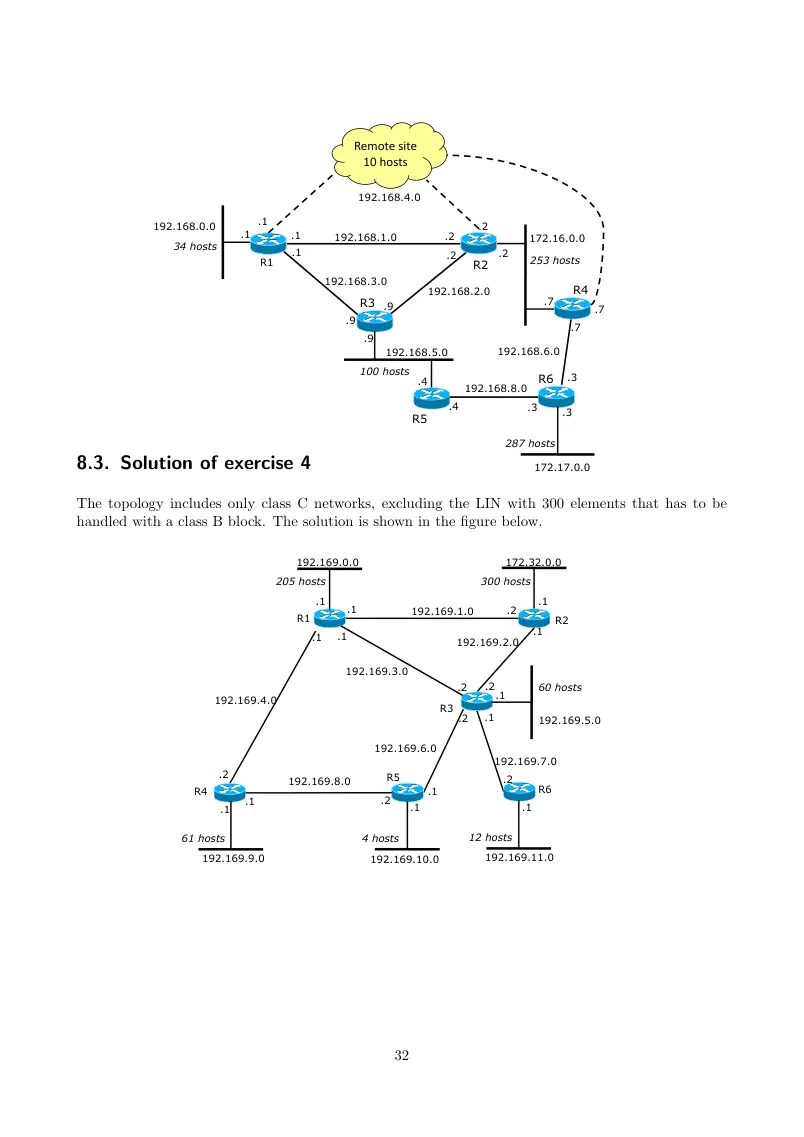 Remote site
10 hosts
192.168.4.0
192.168.0.0
34 hosts
.1
.1
.1
.1
R1
192.168.1.0
.2
.2
.2
.2
R2
172.16.0.0
253 hosts
192.168.3.0
192.168.2.0
R3
.9
.9
.9
R4
.7
.7
.7
192.168.5.0
100 hosts
192.168.6.0
.4
.4
R5
192.168.8.0
R6
.3
.3
.3
287 hosts
172.17.0.0
8.3. Solution of exercise 4
The topology includes only class C networks, excluding the LIN with 300 elements that has to be
handled with a class B block. The solution is shown in the figure below.
192.169.0.0
205 hosts
172.32.0.0
300 hosts
.1
.1
R1
.1
.1
192.169.1.0
.2
.1
R2
.1
192.169.2.0
192.169.3.0
192.169.4.0
.2
.2
.1
R3
.2
.1
60 hosts
192.169.5.0
192.169.6.0
192.169.7.0
.2
R4
.1
.1
192.169.8.0
R5
.2
.1
.1
.2
R6
.1
61 hosts
192.169.9.0
4 hosts
192.169.10.0
12 hosts
192.169.11.0
32